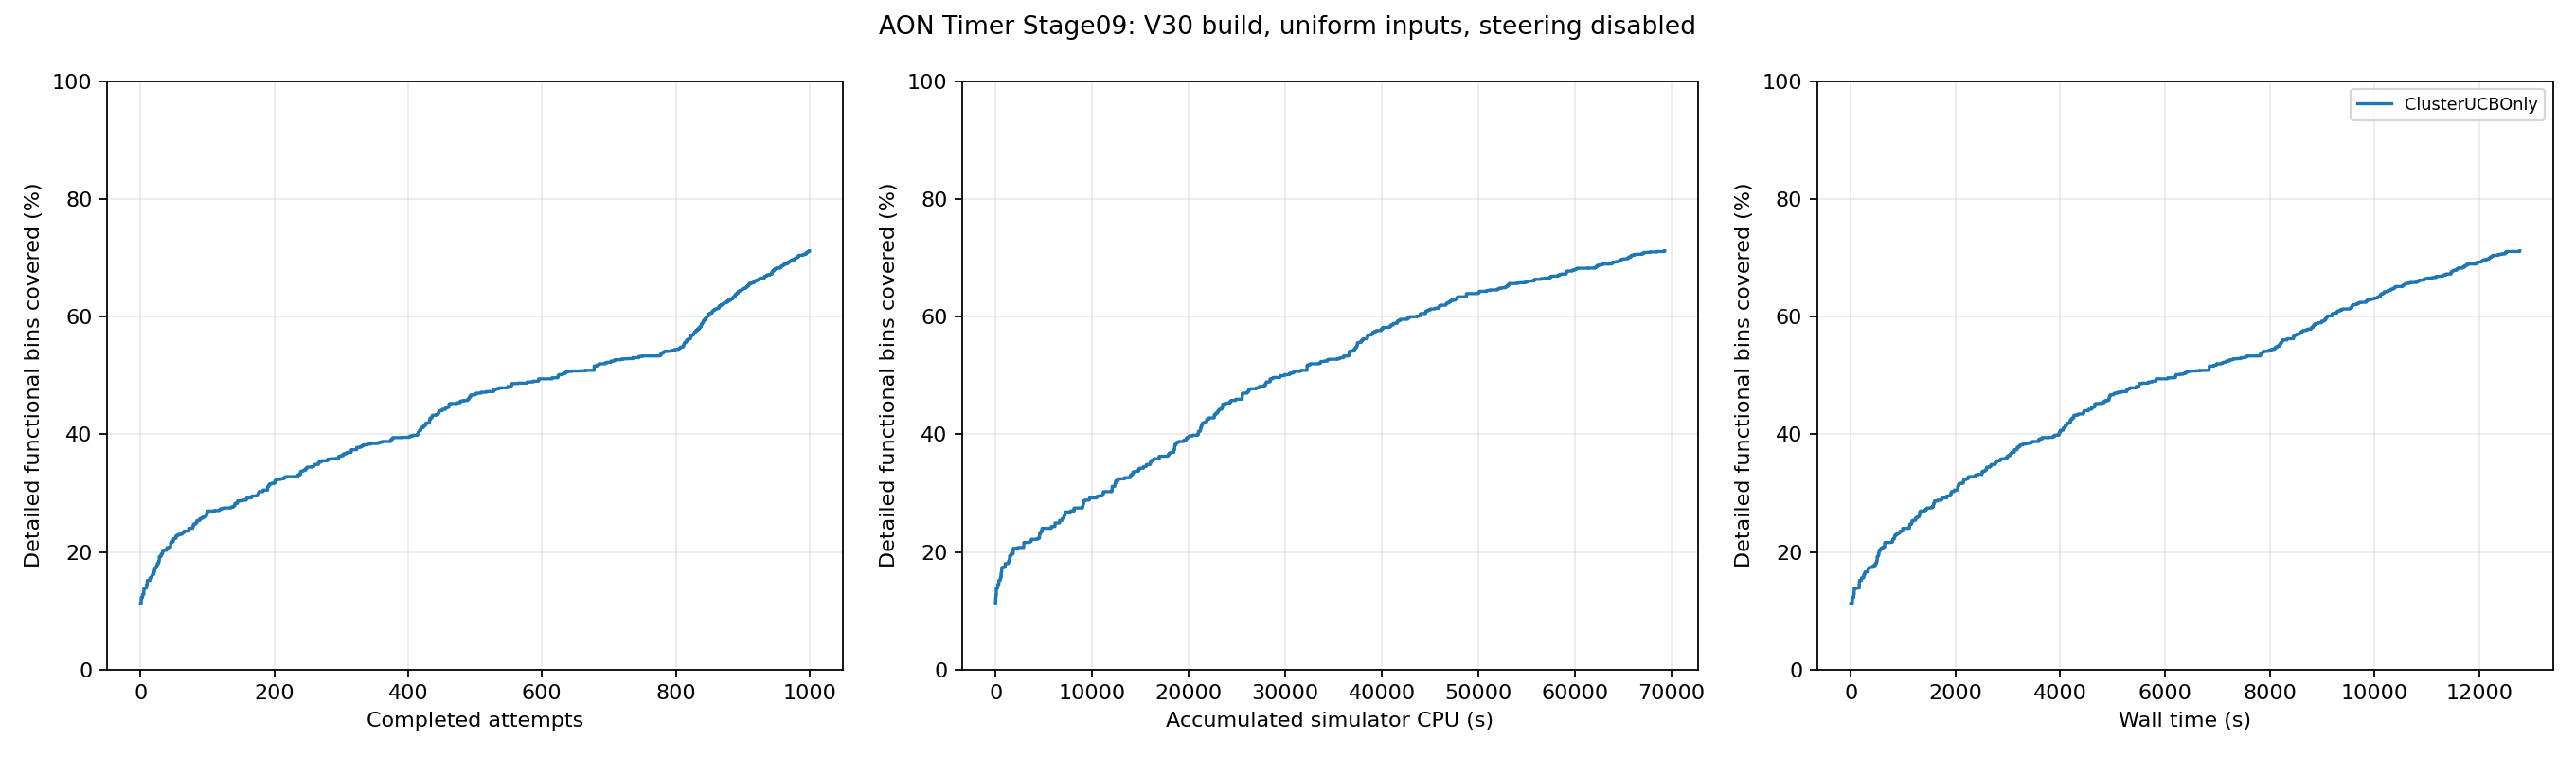 AON Timer Stage09: V30 build, uniform inputs, steering disabled
Detailed functional bins covered (%)
100
80
60
40
20
0
0 200 400 600 800 1000
Completed attempts
Detailed functional bins covered (%)
100
80
60
40
20
0
0 10000 20000 30000 40000 50000 60000 70000
Accumulated simulator CPU (s)
Detailed functional bins covered (%)
100
80
60
40
20
0
0 2000 4000 6000 8000 10000 12000
Wall time (s)
ClusterUCBOnly